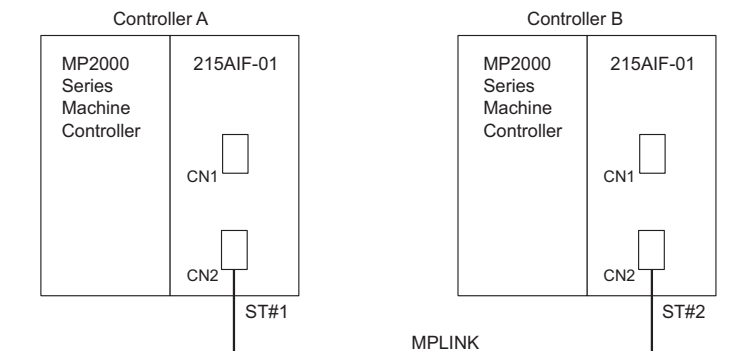 Controller A
Controller B
MP2000
Series
Machine
Controller
215AIF-01
CN1
CN2
ST#1
MP2000
Series
Machine
Controller
215AIF-01
CN1
CN2
ST#2
MPLINK